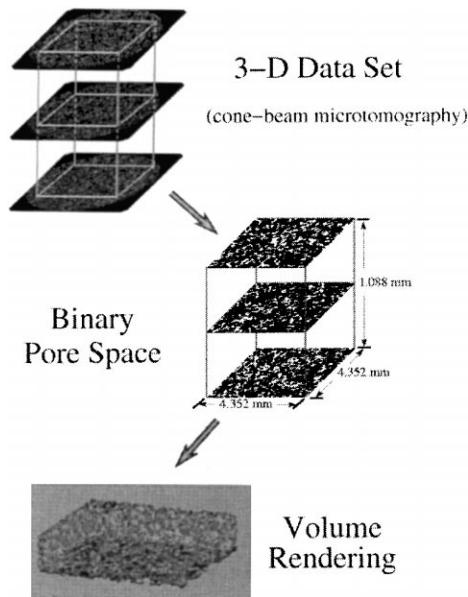 3-D Data Set
(cone-beam microtomography)
1.088 mm
Binary
Pore Space
4.352 mm
4.352 mm
Volume
Rendering